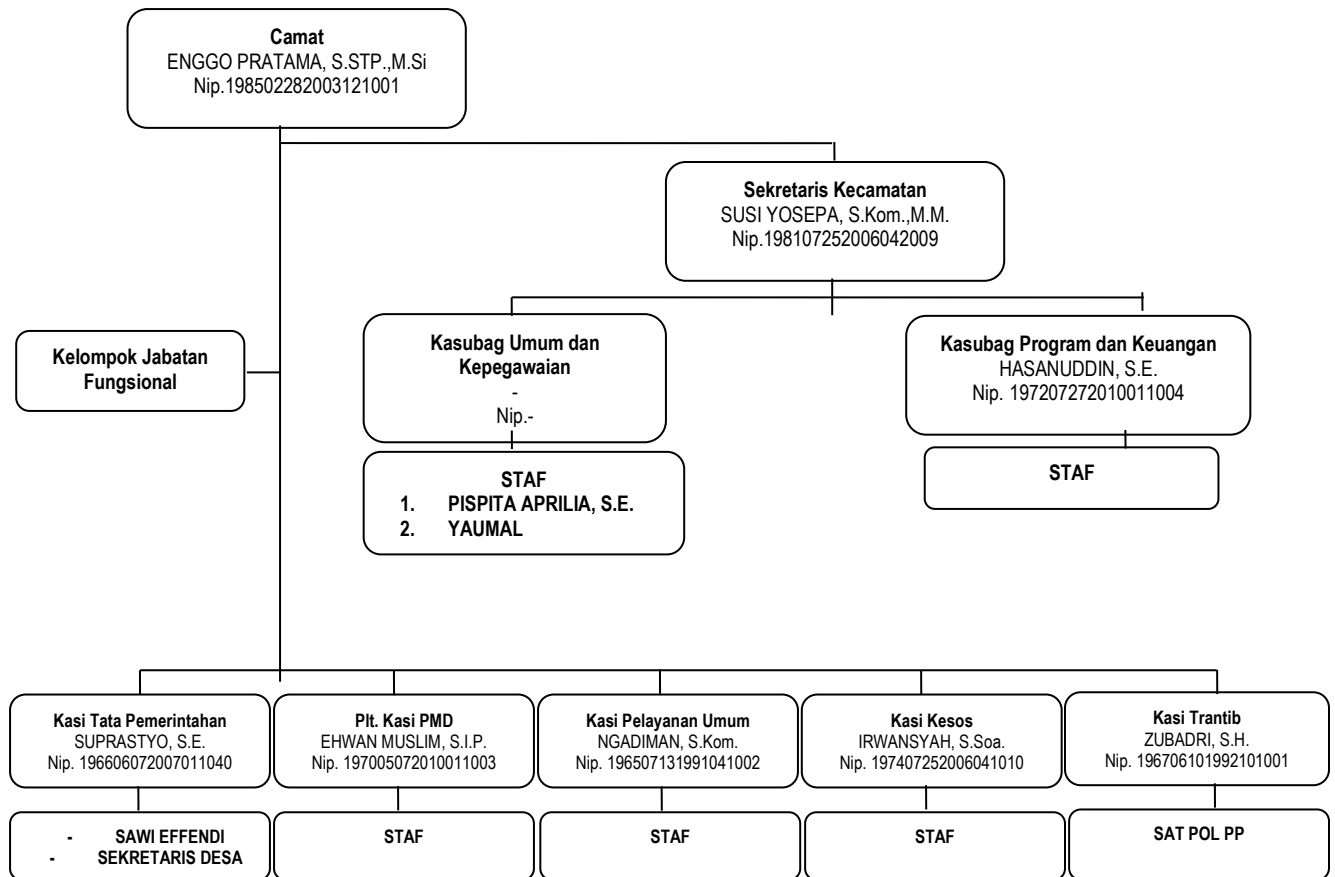 Camat
ENGGO PRATAMA, S.STP.,M.Si
Nip.198502282003121001
Sekretaris Kecamatan
SUSI YOSEPA, S.Kom.,M.M.
Nip.198107252006042009
Kelompok Jabatan
Fungsional
Kasubag Umum dan
Kepegawaian
-
Nip.-
Kasubag Program dan Keuangan
HASANUDDIN, S.E.
Nip. 197207272010011004
STAF
1. PISPITA APRILIA, S.E.
2. YAUMAL
STAF
Kasi Tata Pemerintahan
SUPRASTYO, S.E.
Nip. 196606072007011040
Plt. Kasi PMD
EHWAN MUSLIM, S.I.P.
Nip. 197005072010011003
Kasi Pelayanan Umum
NGADIMAN, S.Kom.
Nip. 196507131991041002
Kasi Kesos
IRWANSYAH, S.Soa.
Nip. 197407252006041010
Kasi Trantib
ZUBADRI, S.H.
Nip. 196706101992101001
- SAWI EFFENDI
- SEKRETARIS DESA
STAF
STAF
STAF
SAT POL PP